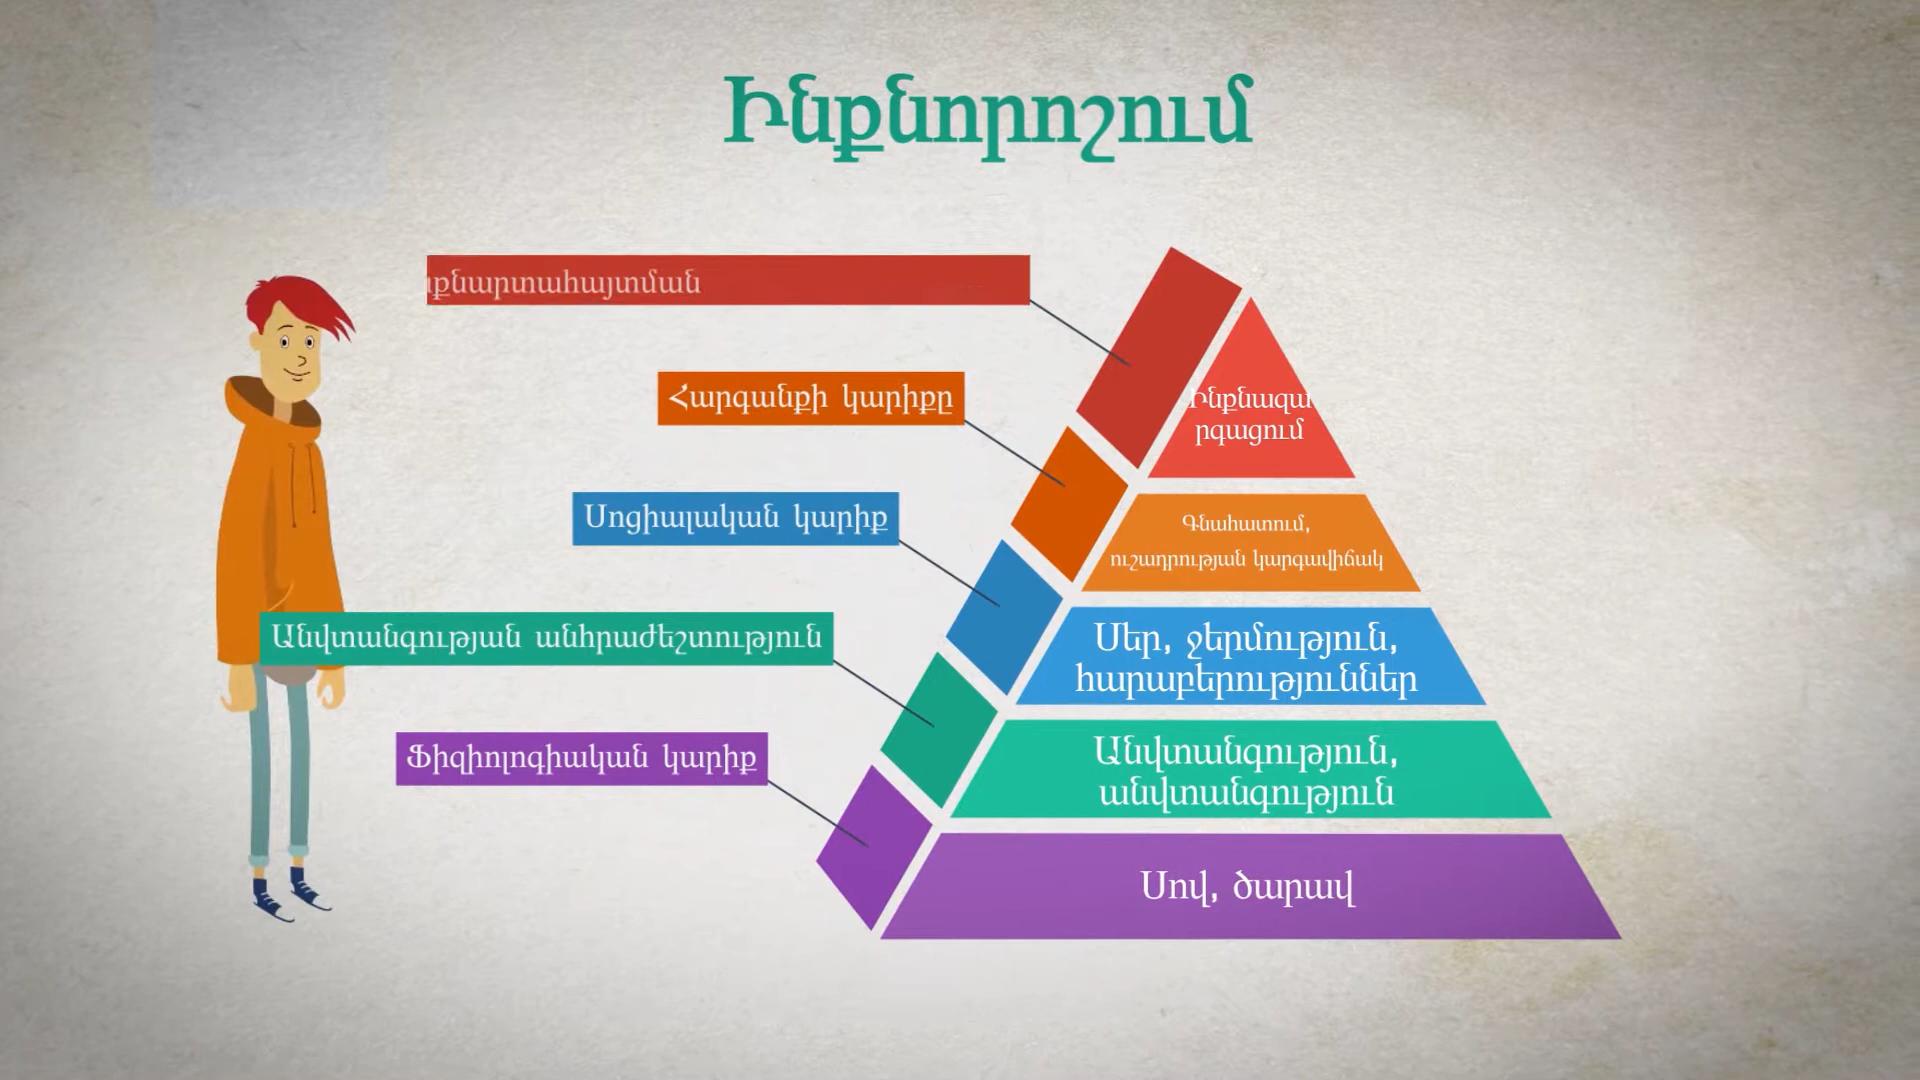 Ինքնորոշում
Հարգանքի կարիքը
Սոցիալական կարիք
Անվտանգության անհրաժեշտություն
Ֆիզիոլոգիական կարիք
Ինքնազա
րգացում
Գնահատում,
ուշադրության կարգավիճակ
Սեր, ջերմություն,
հարաբերություններ
Անվտանգություն,
անվտանգություն
Սով, ծարավ